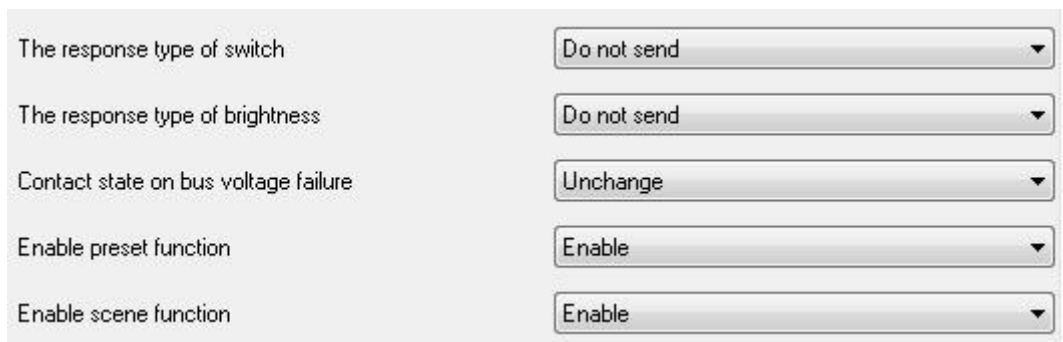 The response type of switch Do not send
The response type of brightness Do not send
Contact state on bus voltage failure Unchange
Enable preset function Enable
Enable scene function Enable